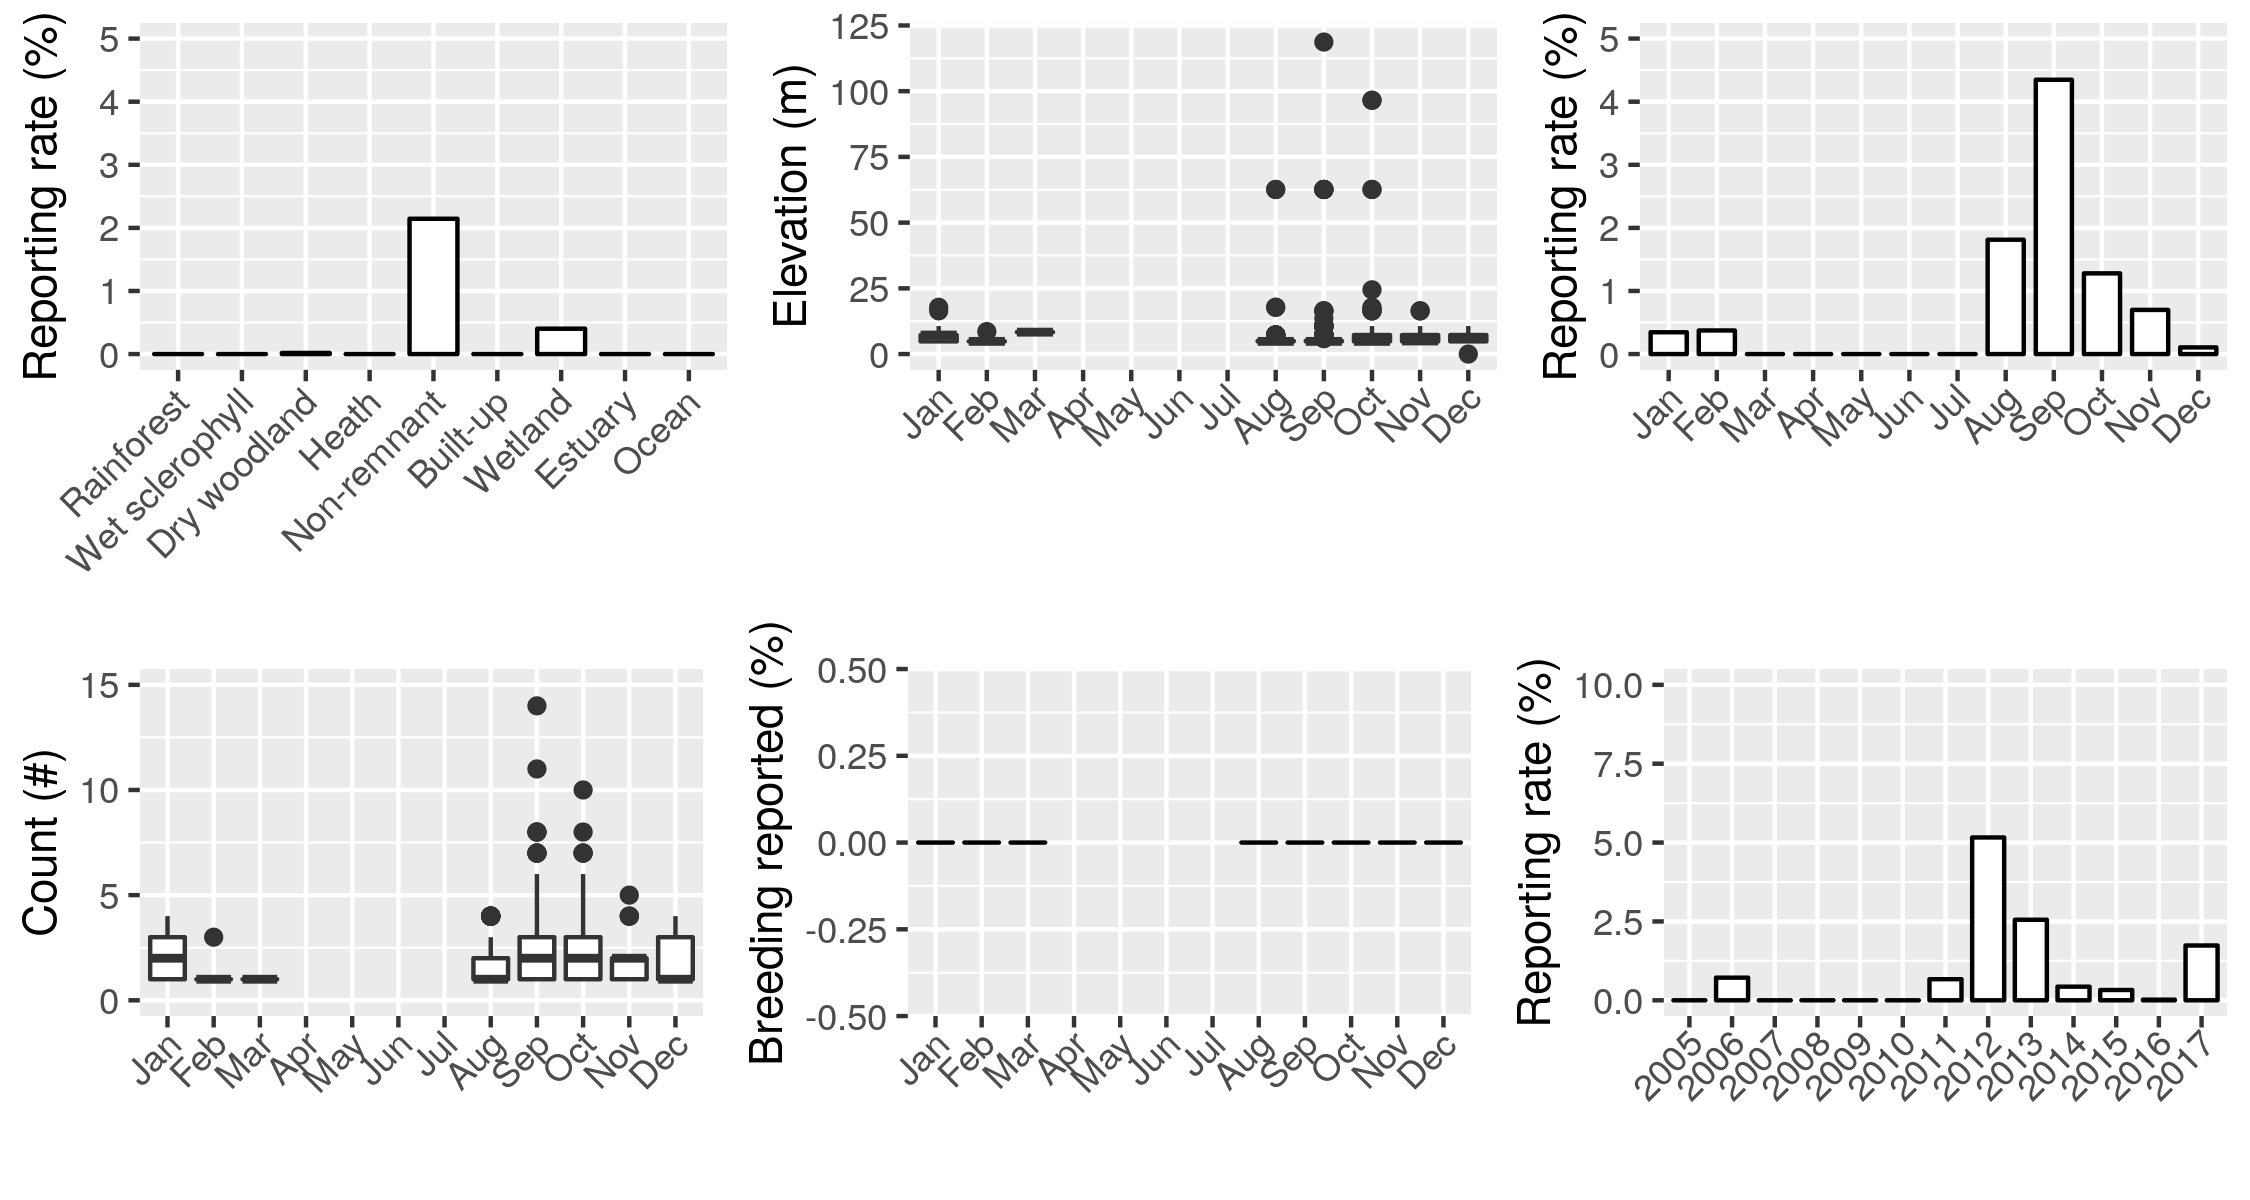 Reporting rate (%)
5
4
3
2
1
0
Rainforest
Wet sclerophyll
Dry woodland
Heath
Non-remnant
Built-up
Wetland
Estuary
Ocean
Elevation (m)
125
100
75
50
25
0
Jan Feb Mar Apr May Jun Jul Aug Sep Oct Nov Dec
Reporting rate (%)
5
4
3
2
1
0
Jan Feb Mar Apr May Jun Jul Aug Sep Oct Nov Dec
Count (#)
15
10
5
0
Jan Feb Mar Apr May Jun Jul Aug Sep Oct Nov Dec
Breeding reported (%)
0.50
0.25
0.00
-0.25
-0.50
Jan Feb Mar Apr May Jun Jul Aug Sep Oct Nov Dec
Reporting rate (%)
10.0
7.5
5.0
2.5
0.0
2005 2006 2007 2008 2009 2010 2011 2012 2013 2014 2015 2016 2017